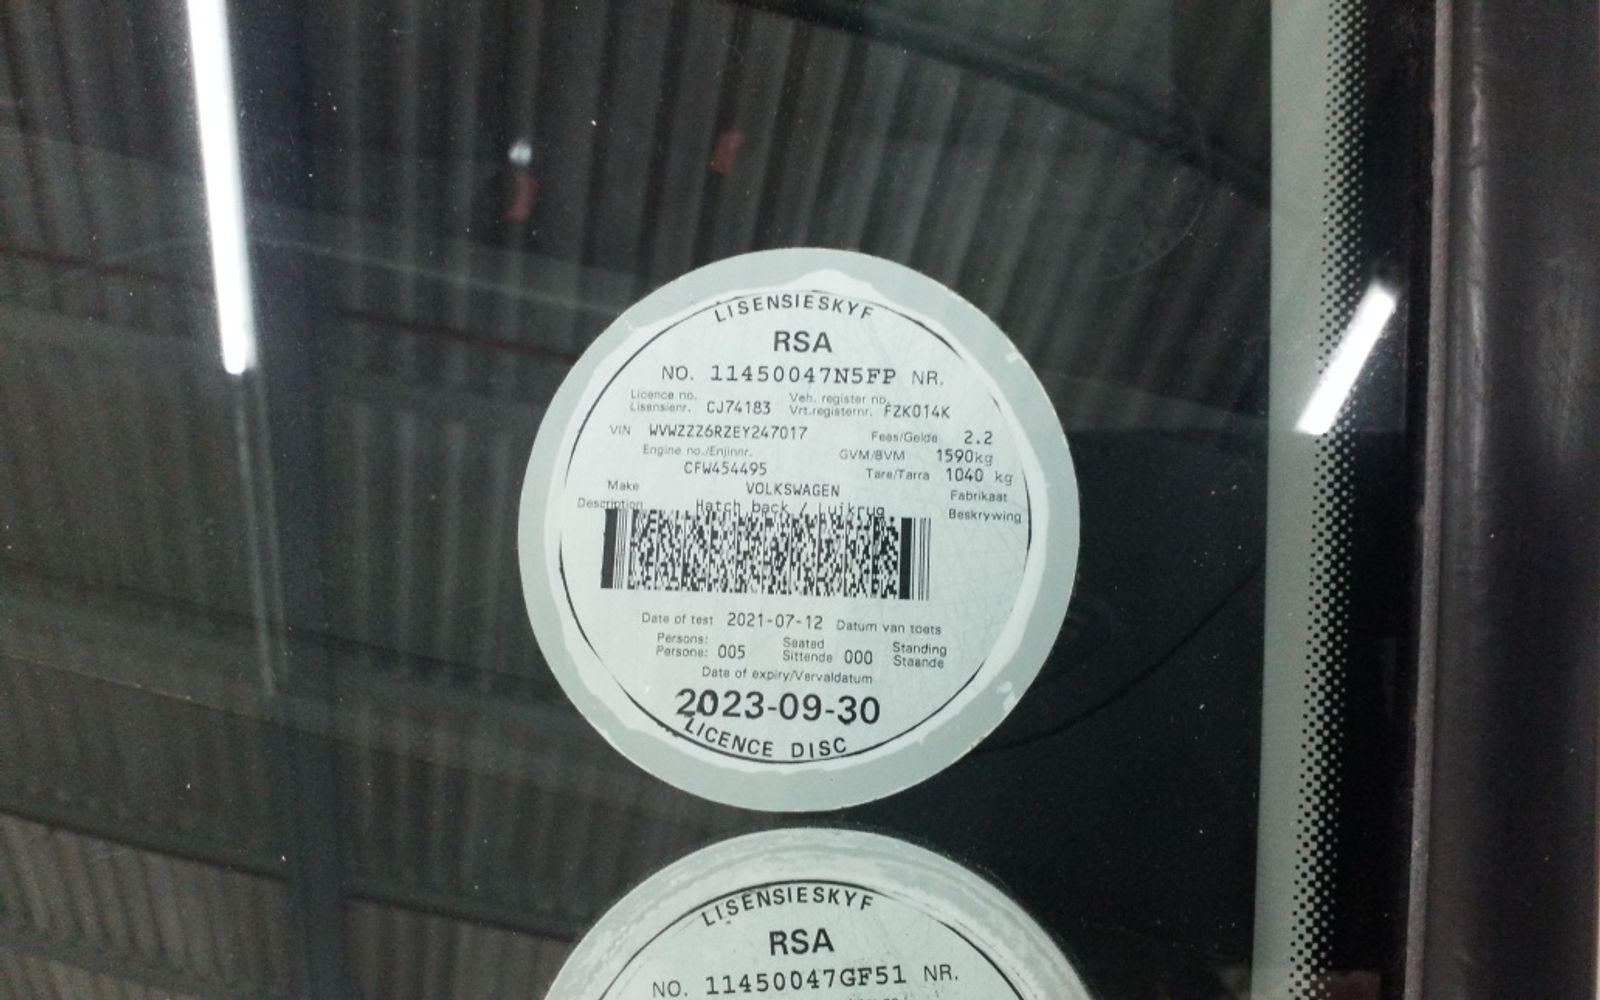 LISENSIESKYF
RSA
NO. 11450047N5FP NR.
Licence no. Veh. register no.
Lisensienr. CJ74183 Vrt.registernr. FZK014K
VIN WVWZZZ6RZEY247017 Fees/Gelde 2.2
Engine no./Enjinnr. GVM/BVM 1590kg
CFW454495 Tare/Tarra 1040 kg
Make VOLKSWAGEN Fabrikaat
Description Hatch back / Luikrug Beskrywing
Date of test 2021-07-12 Datum van toets
Persons: Seated Standing
Persone: 005 Sittende 000 Staande
Date of expiry/Vervaldatum
2023-09-30
LICENCE DISC
LISENSIESKYF
RSA
NO. 11450047GF51 NR.